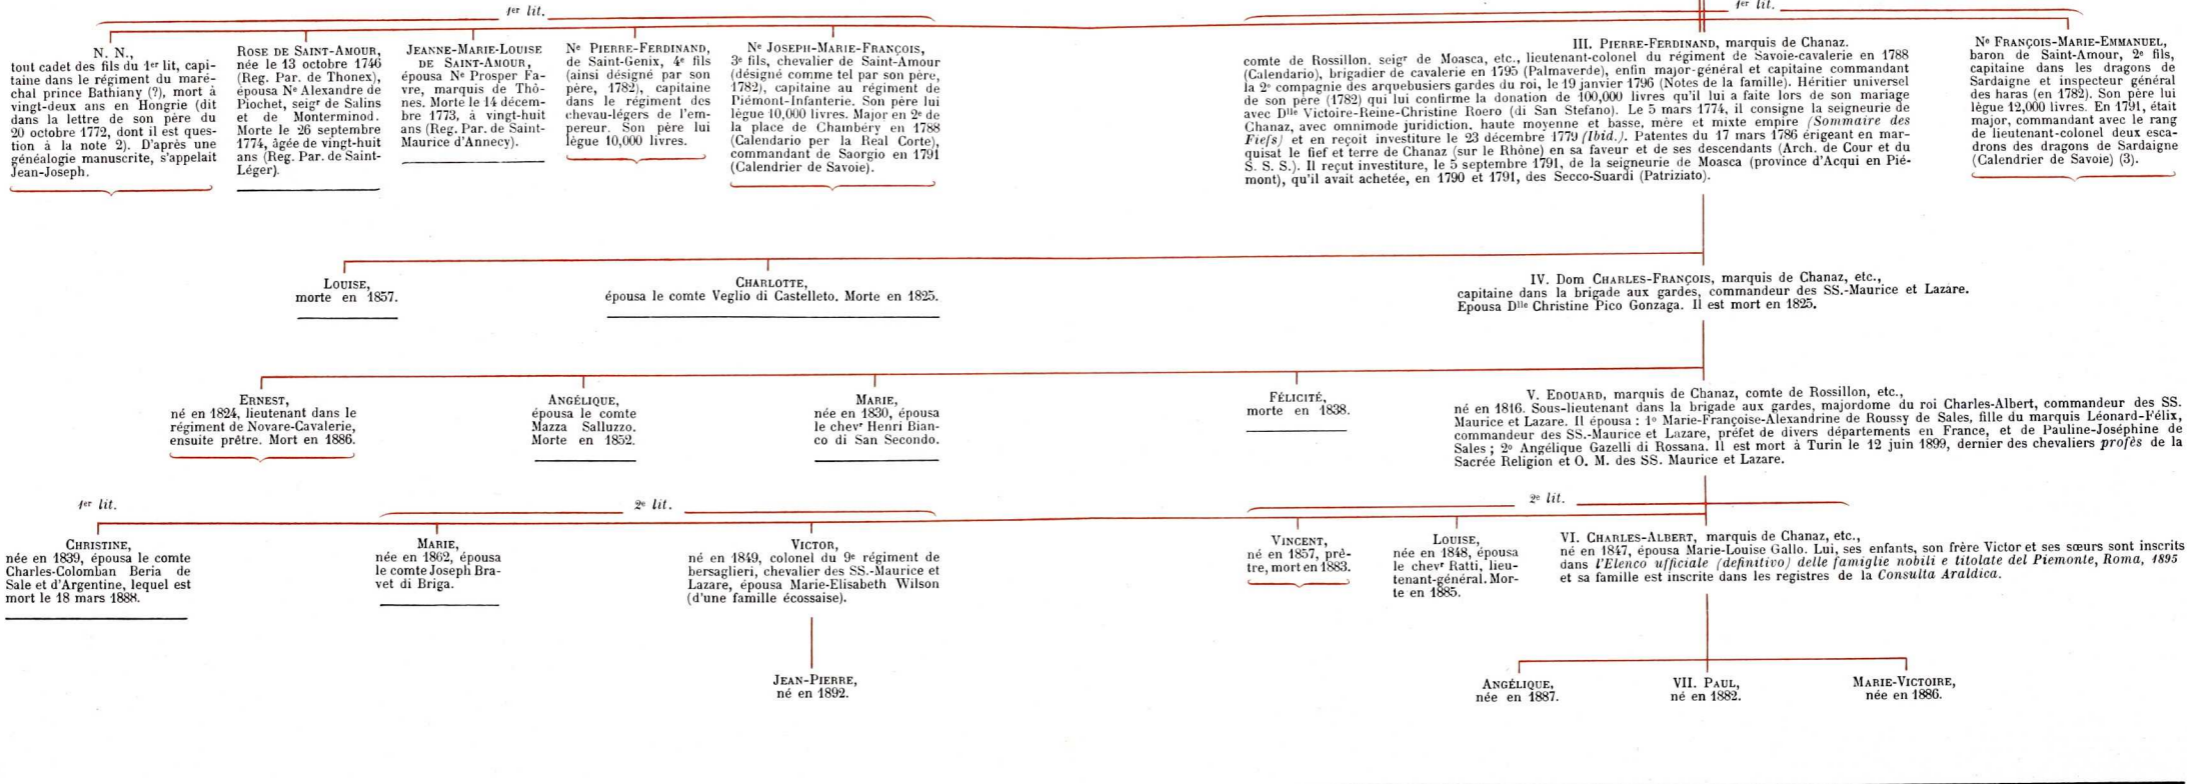 1er lit.
1er lit.
N. N.,
tout cadet des fils du 1er lit, capi-
taine dans le régiment du maré-
chal prince Bathiany (?), mort à
vingt-deux ans en Hongrie (dit
dans la lettre de son père du
20 octobre 1772, dont il est ques-
tion à la note 2). D'après une
généalogie manuscrite, s'appelait
Jean-Joseph.
ROSE DE SAINT-AMOUR,
née le 13 octobre 1746
(Reg. Par. de Thonex),
épousa Ne Alexandre de
Piochet, seigr de Salins
et de Monterminod.
Morte le 26 septembre
1774, âgée de vingt-huit
ans (Reg. Par. de Saint-
Léger).
JEANNE-MARIE-LOUISE
DE SAINT-AMOUR,
épousa Ne Prosper Fa-
vre, marquis de Thô-
nes. Morte le 14 décem-
bre 1773, à vingt-huit
ans (Reg. Par. de Saint-
Maurice d'Annecy).
Ne PIERRE-FERDINAND,
de Saint-Genix, 4e fils
(ainsi désigné par son
père, 1782), capitaine
dans le régiment des
chevau-légers de l'em-
pereur. Son père lui
lègue 10,000 livres.
Ne JOSEPH-MARIE-FRANÇOIS,
3e fils, chevalier de Saint-Amour
(désigné comme tel par son père,
1782), capitaine au régiment de
Piémont-Infanterie. Son père lui
lègue 10,000 livres. Major en 2e de
la place de Chambéry en 1788
(Calendario per la Real Corte),
commandant de Saorgio en 1791
(Calendrier de Savoie).
III. PIERRE-FERDINAND, marquis de Chanaz.
comte de Rossillon. seigr de Moasca, etc., lieutenant-colonel du régiment de Savoie-cavalerie en 1788
(Calendario), brigadier de cavalerie en 1795 (Palmaverde), enfin major-général et capitaine commandant
la 2e compagnie des arquebusiers gardes du roi, le 19 janvier 1796 (Notes de la famille). Héritier universel
de son père (1782) qui lui confirme la donation de 100,000 livres qu'il lui a faite lors de son mariage
avec Dlle Victoire-Reine-Christine Roero (di San Stefano). Le 5 mars 1774, il consigne la seigneurie de
Chanaz, avec omnimode juridiction, haute moyenne et basse, mère et mixte empire (Sommaire des
Fiefs) et en reçoit investiture le 23 décembre 1779 (Ibid.). Patentes du 17 mars 1786 érigeant en mar-
quisat le fief et terre de Chanaz (sur le Rhône) en sa faveur et de ses descendants (Arch. de Cour et du
S. S. S.). Il reçut investiture, le 5 septembre 1791, de la seigneurie de Moasca (province d'Acqui en Pié-
mont), qu'il avait achetée, en 1790 et 1791, des Secco-Suardi (Patriziato).
Ne FRANÇOIS-MARIE-EMMANUEL,
baron de Saint-Amour, 2e fils,
capitaine dans les dragons de
Sardaigne et inspecteur général
des haras (en 1782). Son père lui
lègue 12,000 livres. En 1791, était
major, commandant avec le rang
de lieutenant-colonel deux esca-
drons des dragons de Sardaigne
(Calendrier de Savoie) (3).
LOUISE,
morte en 1857.
CHARLOTTE,
épousa le comte Veglio di Castelleto. Morte en 1825.
IV. Dom CHARLES-FRANÇOIS, marquis de Chanaz, etc.,
capitaine dans la brigade aux gardes, commandeur des SS.-Maurice et Lazare.
Epousa Dlle Christine Pico Gonzaga. Il est mort en 1825.
ERNEST,
né en 1824, lieutenant dans le
régiment de Novare-Cavalerie,
ensuite prêtre. Mort en 1886.
ANGÉLIQUE,
épousa le comte
Mazza Salluzzo.
Morte en 1852.
MARIE,
née en 1830, épousa
le chevr Henri Bian-
co di San Secondo.
FÉLICITÉ,
morte en 1838.
V. EDOUARD, marquis de Chanaz, comte de Rossillon, etc.,
né en 1816. Sous-lieutenant dans la brigade aux gardes, majordome du roi Charles-Albert, commandeur des SS.
Maurice et Lazare. Il épousa : 1o Marie-Françoise-Alexandrine de Roussy de Sales, fille du marquis Léonard-Félix,
commandeur des SS.-Maurice et Lazare, préfet de divers départements en France, et de Pauline-Joséphine de
Sales ; 2o Angélique Gazelli di Rossana. Il est mort à Turin le 12 juin 1899, dernier des chevaliers profès de la
Sacrée Religion et O. M. des SS. Maurice et Lazare.
1er lit.
2e lit.
2e lit.
CHRISTINE,
née en 1839, épousa le comte
Charles-Colomban Beria de
Sale et d'Argentine, lequel est
mort le 18 mars 1888.
MARIE,
née en 1862, épousa
le comte Joseph Bra-
vet di Briga.
VICTOR,
né en 1849, colonel du 9e régiment de
bersaglieri, chevalier des SS.-Maurice et
Lazare, épousa Marie-Elisabeth Wilson
(d'une famille écossaise).
VINCENT,
né en 1857, prê-
tre, mort en 1883.
LOUISE,
née en 1848, épousa
le chevr Ratti, lieu-
tenant-général. Mor-
te en 1885.
VI. CHARLES-ALBERT, marquis de Chanaz, etc.,
né en 1847, épousa Marie-Louise Gallo. Lui, ses enfants, son frère Victor et ses sœurs sont inscrits
dans l'Elenco ufficiale (definitivo) delle famiglie nobili e titolate del Piemonte, Roma, 1895
et sa famille est inscrite dans les registres de la Consulta Araldica.
JEAN-PIERRE,
né en 1892.
ANGÉLIQUE,
née en 1887.
VII. PAUL,
né en 1882.
MARIE-VICTOIRE,
née en 1886.